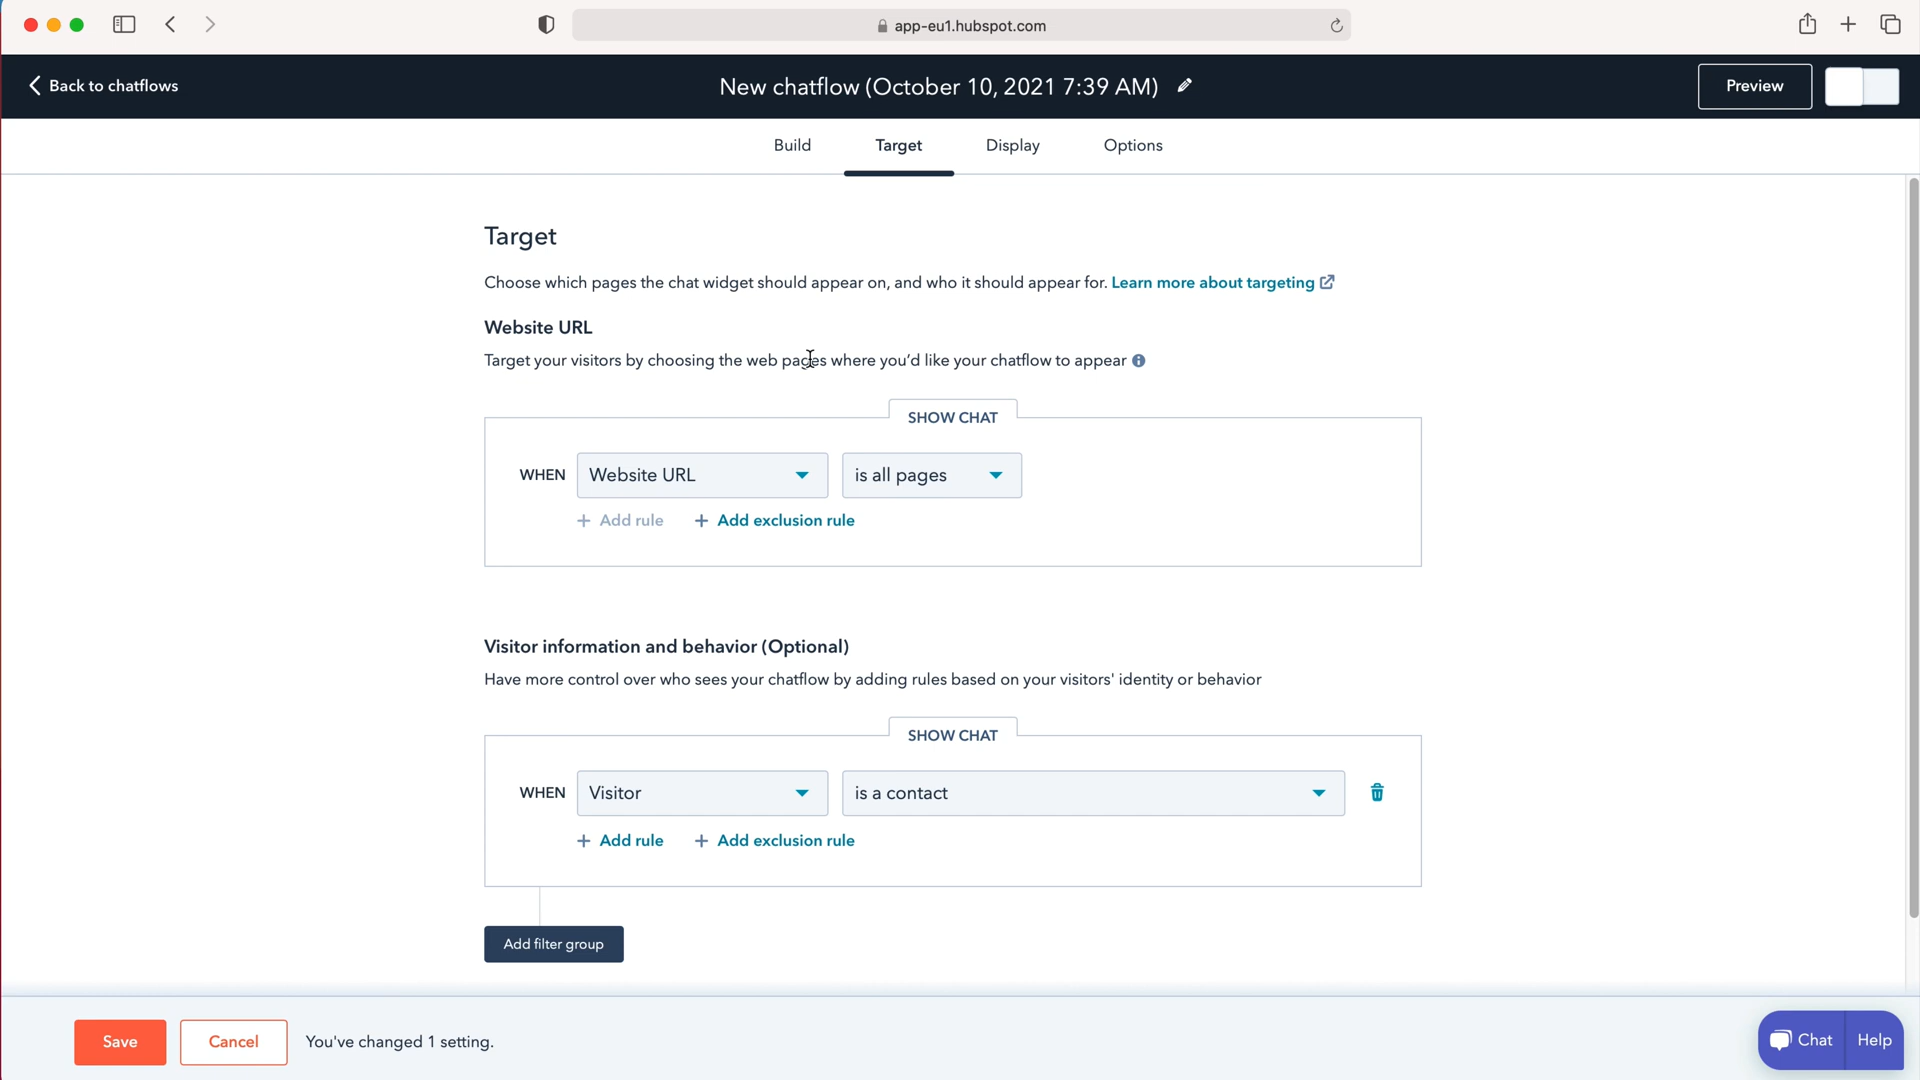 app-eu1.hubspot.com
Back to chatflows
New chatflow (October 10, 2021 7:39 AM)
Preview
Build
Target
Display
Options
Target
Choose which pages the chat widget should appear on, and who it should appear for. Learn more about targeting
Website URL
Target your visitors by choosing the web pages where you'd like your chatflow to appear
SHOW CHAT
WHEN Website URL is all pages
+ Add rule + Add exclusion rule
Visitor information and behavior (Optional)
Have more control over who sees your chatflow by adding rules based on your visitors' identity or behavior
SHOW CHAT
WHEN Visitor is a contact
+ Add rule + Add exclusion rule
Add filter group
Save
Cancel
You've changed 1 setting.
Chat
Help